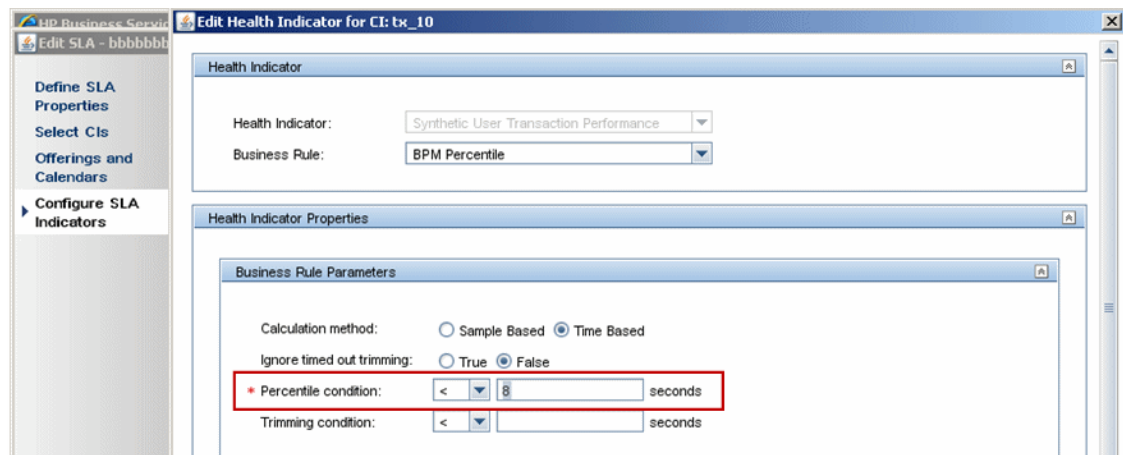 HP Business Servic
Edit Health Indicator for CI: tx_10
Edit SLA - bbbbbbb
Define SLA
Properties
Select CIs
Offerings and
Calendars
Configure SLA
Indicators
Health Indicator
Health Indicator: Synthetic User Transaction Performance
Business Rule: BPM Percentile
Health Indicator Properties
Business Rule Parameters
Calculation method: Sample Based Time Based
Ignore timed out trimming: True False
* Percentile condition: < 8 seconds
Trimming condition: < seconds